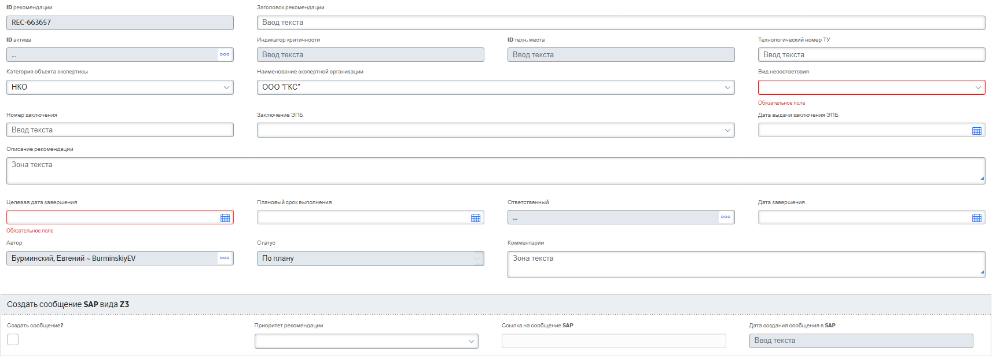 ID рекомендации
Заголовок рекомендации
REC-663657
Ввод текста
ID актива
Индикатор критичности
ID техн. места
Технологический номер ТУ
...
Ввод текста
Ввод текста
Ввод текста
Категория объекта экспертизы
Наименование экспертной организации
Вид несоответсвия
НКО
ООО "ГКС"
Обязательное поле
Номер заключения
Заключение ЭПБ
Дата выдачи заключения ЭПБ
Ввод текста
Описание рекомендации
Зона текста
Целевая дата завершения
Плановый срок выполнения
Ответственный
Дата завершения
...
Обязательное поле
Автор
Статус
Комментарии
Бурминский, Евгений ~ BurminskiyEV
По плану
Зона текста
Создать сообщение SAP вида Z3
Создать сообщение?
Приоритет рекомендации
Ссылка на сообщение SAP
Дата создания сообщения в SAP
Ввод текста